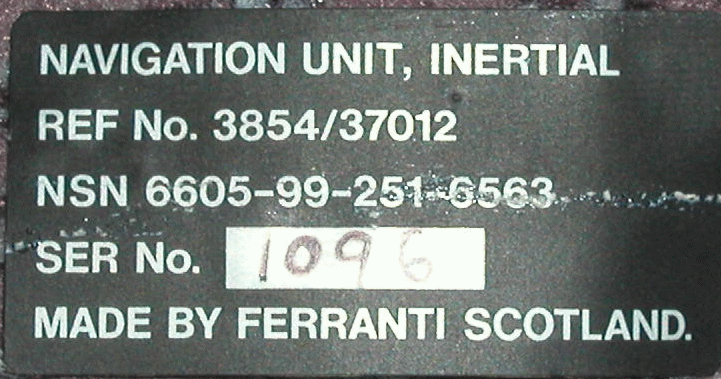 NAVIGATION UNIT, INERTIAL
REF No. 3854/37012
NSN 6605-99-251-6563
SER No. 1096
MADE BY FERRANTI SCOTLAND.